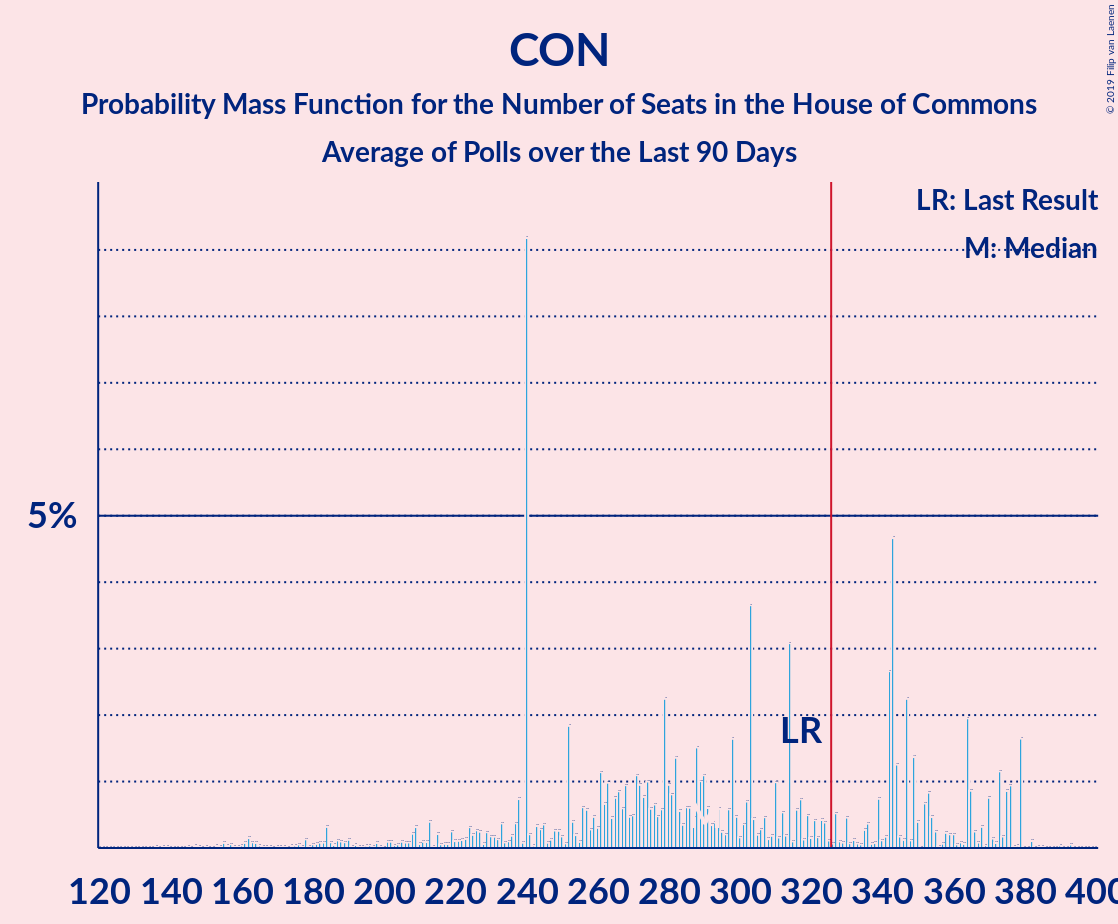 CON
Probability Mass Function for the Number of Seats in the House of Commons
Average of Polls over the Last 90 Days
© 2019 Filip van Laenen
LR: Last Result
M: Median
5%
LR
M
120 140 160 180 200 220 240 260 280 300 320 340 360 380 400